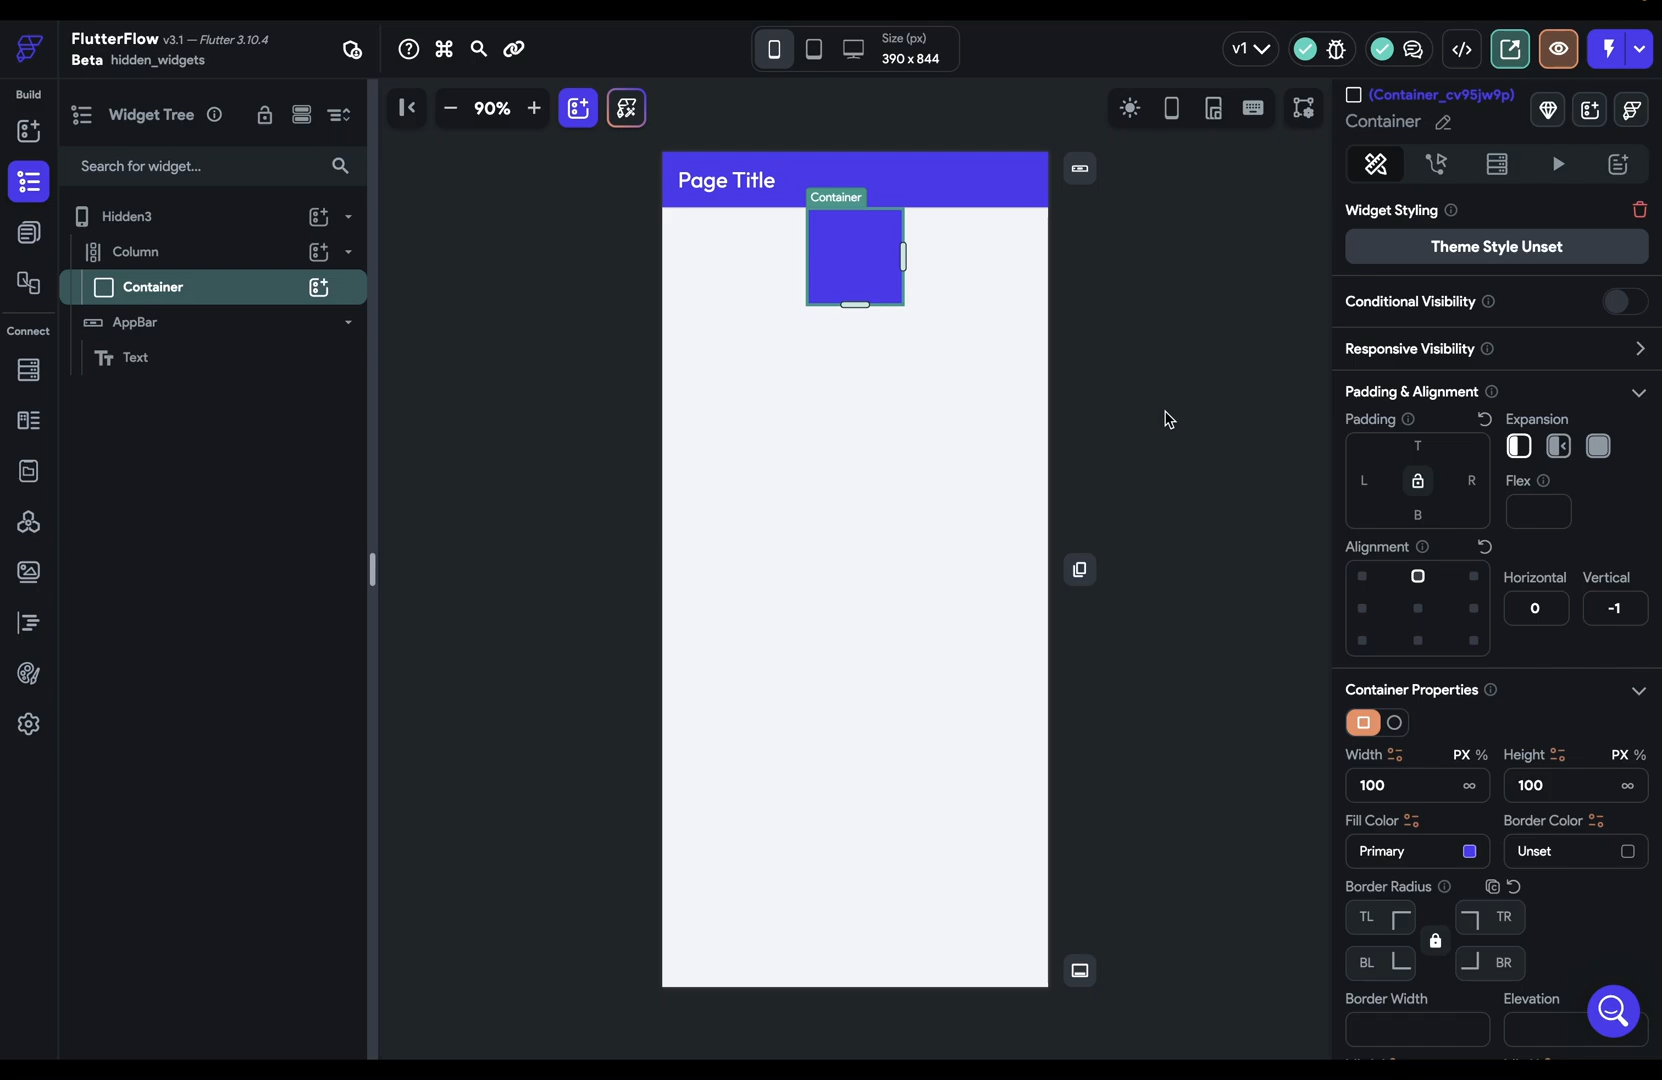 FlutterFlow v3.1 — Flutter 3.10.4
Beta hidden_widgets
Size (px)
390 x 844
v1
Build
Widget Tree
90%
(Container_cv95jw9p)
Container
Search for widget...
Page Title
Container
Widget Styling
Theme Style Unset
Hidden3
Column
Container
AppBar
Text
Connect
Conditional Visibility
Responsive Visibility
Padding & Alignment
Padding
Expansion
T
L
R
B
Flex
Alignment
Horizontal
Vertical
0
-1
Container Properties
Width
PX %
Height
PX %
100
∞
100
∞
Fill Color
Border Color
Primary
Unset
Border Radius
TL
TR
BL
BR
Border Width
Elevation